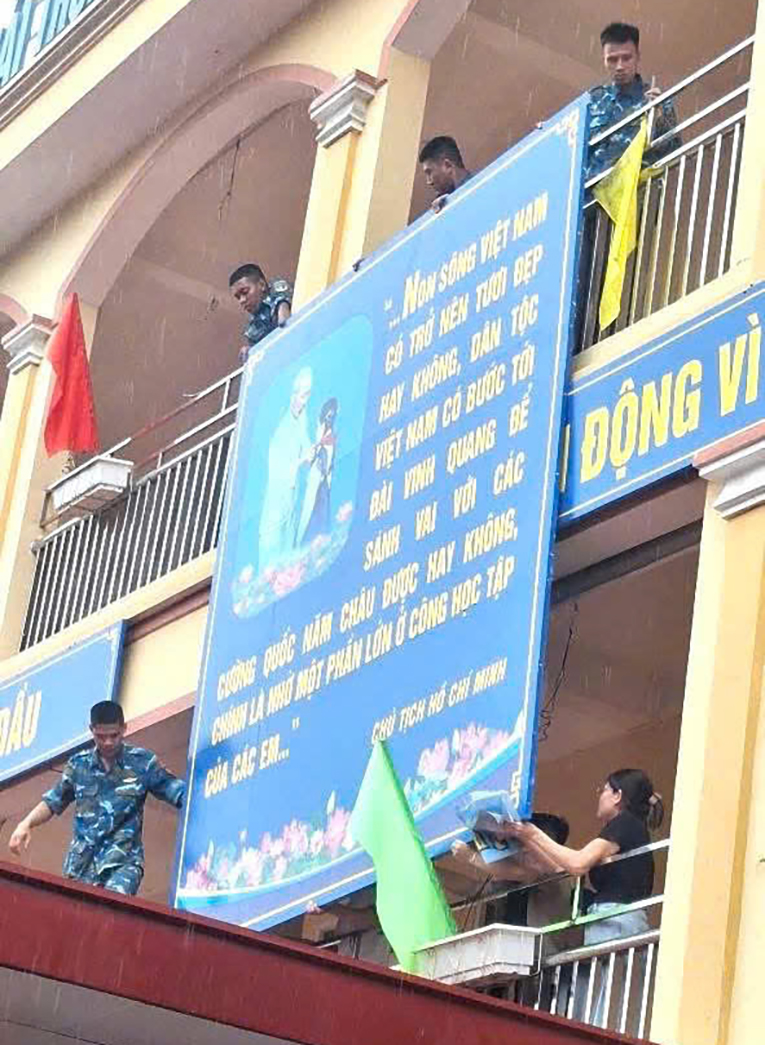 "...NON SÔNG VIỆT NAM
CÓ TRỞ NÊN TƯƠI ĐẸP
HAY KHÔNG, DÂN TỘC
VIỆT NAM CÓ BƯỚC TỚI
ĐÀI VINH QUANG ĐỂ
SÁNH VAI VỚI CÁC
CƯỜNG QUỐC NĂM CHÂU ĐƯỢC HAY KHÔNG,
CHÍNH LÀ NHỜ MỘT PHẦN LỚN Ở CÔNG HỌC TẬP
CỦA CÁC EM..."
CHỦ TỊCH HỒ CHÍ MINH
ĐỘNG VÌ